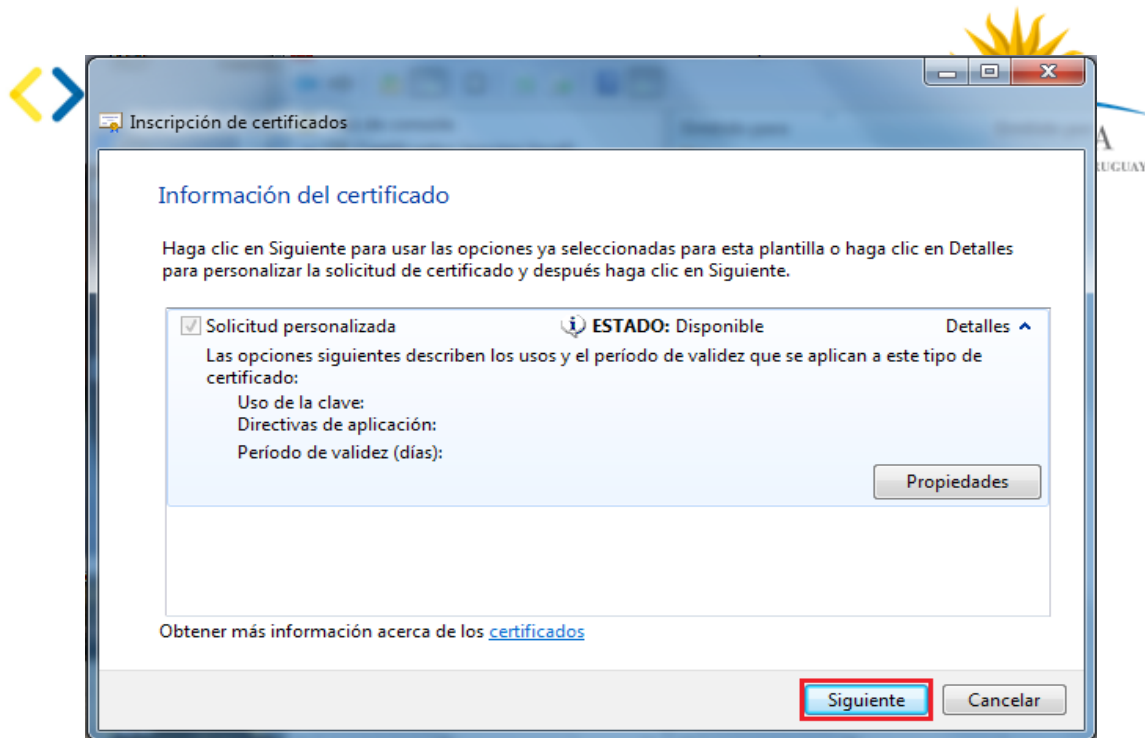 Inscripción de certificados
A
RUGUAY
Información del certificado
Haga clic en Siguiente para usar las opciones ya seleccionadas para esta plantilla o haga clic en Detalles
para personalizar la solicitud de certificado y después haga clic en Siguiente.
Solicitud personalizada ESTADO: Disponible Detalles
Las opciones siguientes describen los usos y el período de validez que se aplican a este tipo de
certificado:
Uso de la clave:
Directivas de aplicación:
Período de validez (días):
Propiedades
Obtener más información acerca de los certificados
Siguiente Cancelar